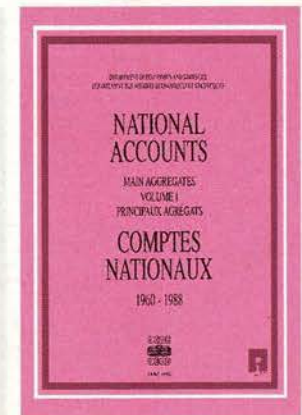 NATIONAL
ACCOUNTS
MAIN AGGREGATES
VOLUME I
PRINCIPAUX AGRÉGATS
COMPTES
NATIONAUX
1960 - 1988